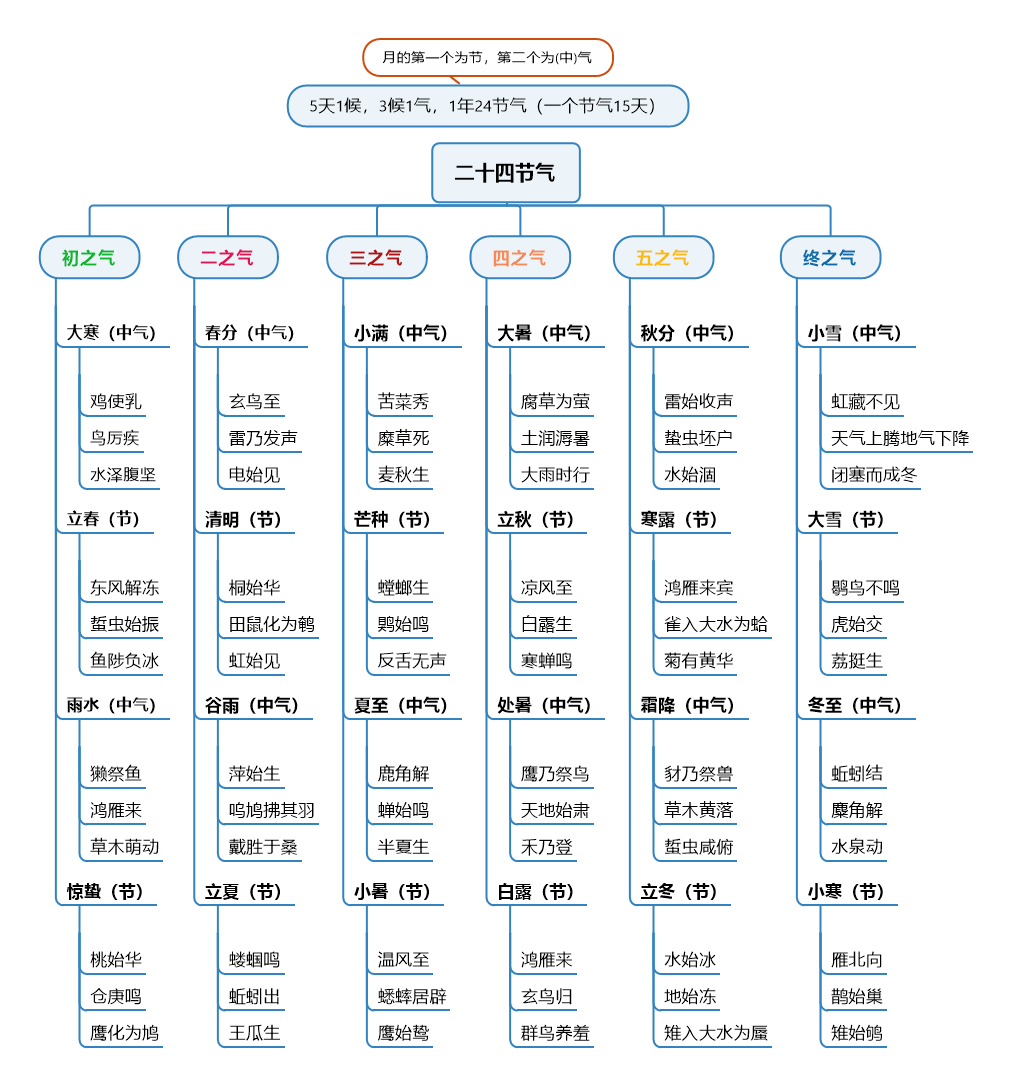 月的第一个为节，第二个为(中)气
5天1候，3候1气，1年24节气（一个节气15天）
二十四节气
初之气
大寒（中气）
鸡使乳
鸟厉疾
水泽腹坚
立春（节）
东风解冻
蜇虫始振
鱼陟负冰
雨水（中气）
獭祭鱼
鸿雁来
草木萌动
惊蛰（节）
桃始华
仓庚鸣
鹰化为鸠
二之气
春分（中气）
玄鸟至
雷乃发声
电始见
清明（节）
桐始华
田鼠化为鹌
虹始见
谷雨（中气）
萍始生
鸣鸠拂其羽
戴胜于桑
立夏（节）
蝼蝈鸣
蚯蚓出
王瓜生
三之气
小满（中气）
苦菜秀
糜草死
麦秋生
芒种（节）
螳螂生
鹍始鸣
反舌无声
夏至（中气）
鹿角解
蝉始鸣
半夏生
小暑（节）
温风至
蟋蟀居辟
鹰始鸷
四之气
大暑（中气）
腐草为萤
土润溽暑
大雨时行
立秋（节）
凉风至
白露生
寒蝉鸣
处暑（中气）
鹰乃祭鸟
天地始肃
禾乃登
白露（节）
鸿雁来
玄鸟归
群鸟养羞
五之气
秋分（中气）
雷始收声
蛰虫坯户
水始涸
寒露（节）
鸿雁来宾
雀入大水为蛤
菊有黄华
霜降（中气）
豺乃祭兽
草木黄落
蜇虫咸俯
立冬（节）
水始冰
地始冻
雉入大水为蜃
终之气
小雪（中气）
虹藏不见
天气上腾地气下降
闭塞而成冬
大雪（节）
鹖鸟不鸣
虎始交
荔挺生
冬至（中气）
蚯蚓结
麋角解
水泉动
小寒（节）
雁北向
鹊始巢
雉始鸲